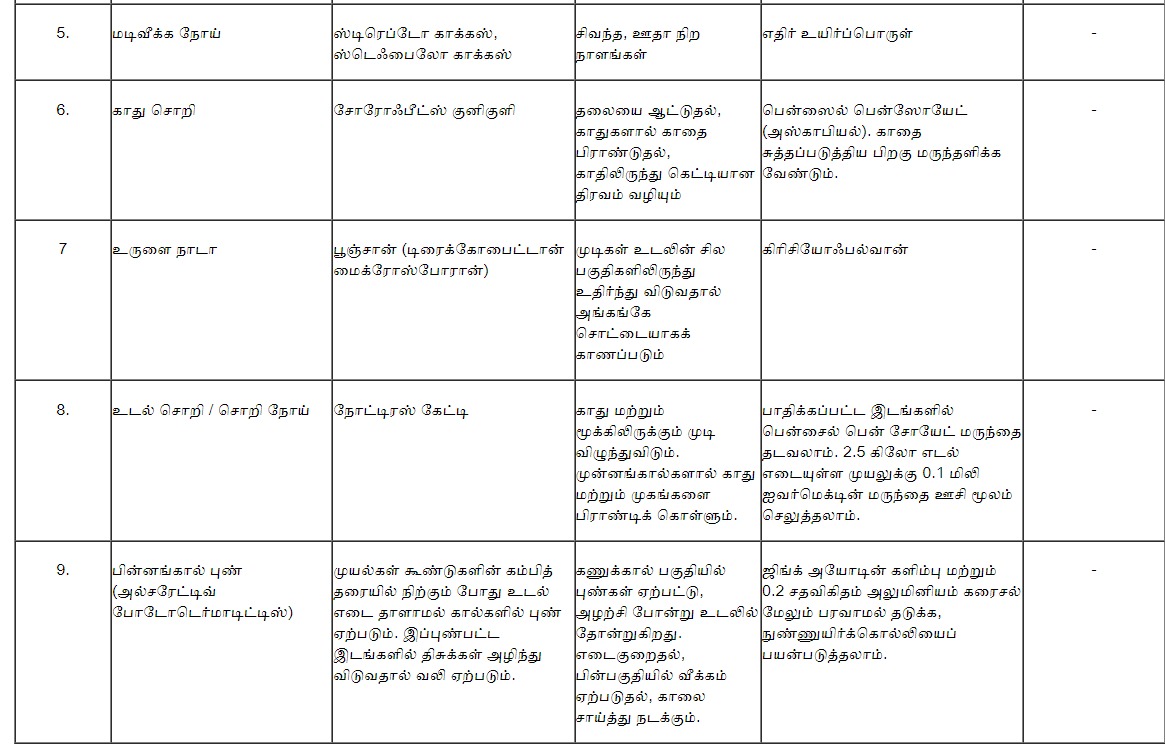 5.
மடிவீக்க நோய்
ஸ்டிரெப்டோ காக்கஸ்,
ஸ்டெஃபைலோ காக்கஸ்
சிவந்த, ஊதா நிற
நாளங்கள்
எதிர் உயிர்ப்பொருள்
-
6.
காது சொறி
சோரோஃபீட்ஸ் குனிகுளி
தலையை ஆட்டுதல்,
காதுகளால் காதை
பிராண்டுதல்,
காதிலிருந்து கெட்டியான
திரவம் வழியும்
பென்ஸைல் பென்ஸோயேட்
(அஸ்காபியல்). காதை
சுத்தப்படுத்திய பிறகு மருந்தளிக்க
வேண்டும்.
-
7
உருளை நாடா
பூஞ்சான் (டிரைக்கோபைட்டான்
மைக்ரோஸ்போரான்)
முடிகள் உடலின் சில
பகுதிகளிலிருந்து
உதிர்ந்து விடுவதால்
அங்கங்கே
சொட்டையாகக்
காணப்படும்
கிரிசியோஃபல்வான்
-
8.
உடல் சொறி / சொறி நோய்
நோட்டிரஸ் கேட்டி
காது மற்றும்
மூக்கிலிருக்கும் முடி
விழுந்துவிடும்.
முன்னங்கால்களால் காது
மற்றும் முகங்களை
பிராண்டிக் கொள்ளும்.
பாதிக்கப்பட்ட இடங்களில்
பென்சைல் பென் சோயேட் மருந்தை
தடவலாம். 2.5 கிலோ எடல்
எடையுள்ள முயலுக்கு 0.1 மிலி
ஐவர்மெக்டின் மருந்தை ஊசி மூலம்
செலுத்தலாம்.
-
9.
பின்னங்கால் புண்
(அல்சரேட்டிவ்
போடோடெர்மாடிட்டிஸ்)
முயல்கள் கூண்டுகளின் கம்பித்
தரையில் நிற்கும் போது உடல்
எடை தாளாமல் கால்களில் புண்
ஏற்படும். இப்புண்பட்ட
இடங்களில் திசுக்கள் அழிந்து
விடுவதால் வலி ஏற்படும்.
கணுக்கால் பகுதியில்
புண்கள் ஏற்பட்டு,
அழற்சி போன்று உடலில்
தோன்றுகிறது.
எடைகுறைதல்,
பின்பகுதியில் வீக்கம்
ஏற்படுதல், காலை
சாய்த்து நடக்கும்.
ஜிங்க் அயோடின் களிம்பு மற்றும்
0.2 சதவிகிதம் அலுமினியம் கரைசல்
மேலும் பரவாமல் தடுக்க,
நுண்ணுயிர்க்கொல்லியைப்
பயன்படுத்தலாம்.
-